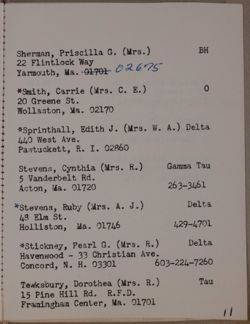 Sherman, Priscilla G. (Mrs.) BH
22 Flintlock Way
Yarmouth, Ma. 01701 02675
*Smith, Carrie (Mrs. C. E.) O
20 Greene St.
Wollaston, Ma. 02170
*Sprinthall, Edith J. (Mrs. W. A.) Delta
440 West Ave.
Pawtuckett, R. I. 02860
Stevens, Cynthia (Mrs. R.) Gamma Tau
5 Vanderbelt Rd.
Acton, Ma. 01720 263-3461
*Stevens, Ruby (Mrs. A. J.) Delta
48 Elm St.
Holliston, Ma. 01746 429-4701
*Stickney, Pearl G. (Mrs. R.) Delta
Havenwood - 33 Christian Ave.
Concord, N. H. 03301 603-224-7260
Tewksbury, Dorothea (Mrs. R.) Tau
15 Pine Hill Rd. R.F.D.
Framingham Center, Ma. 01701
11